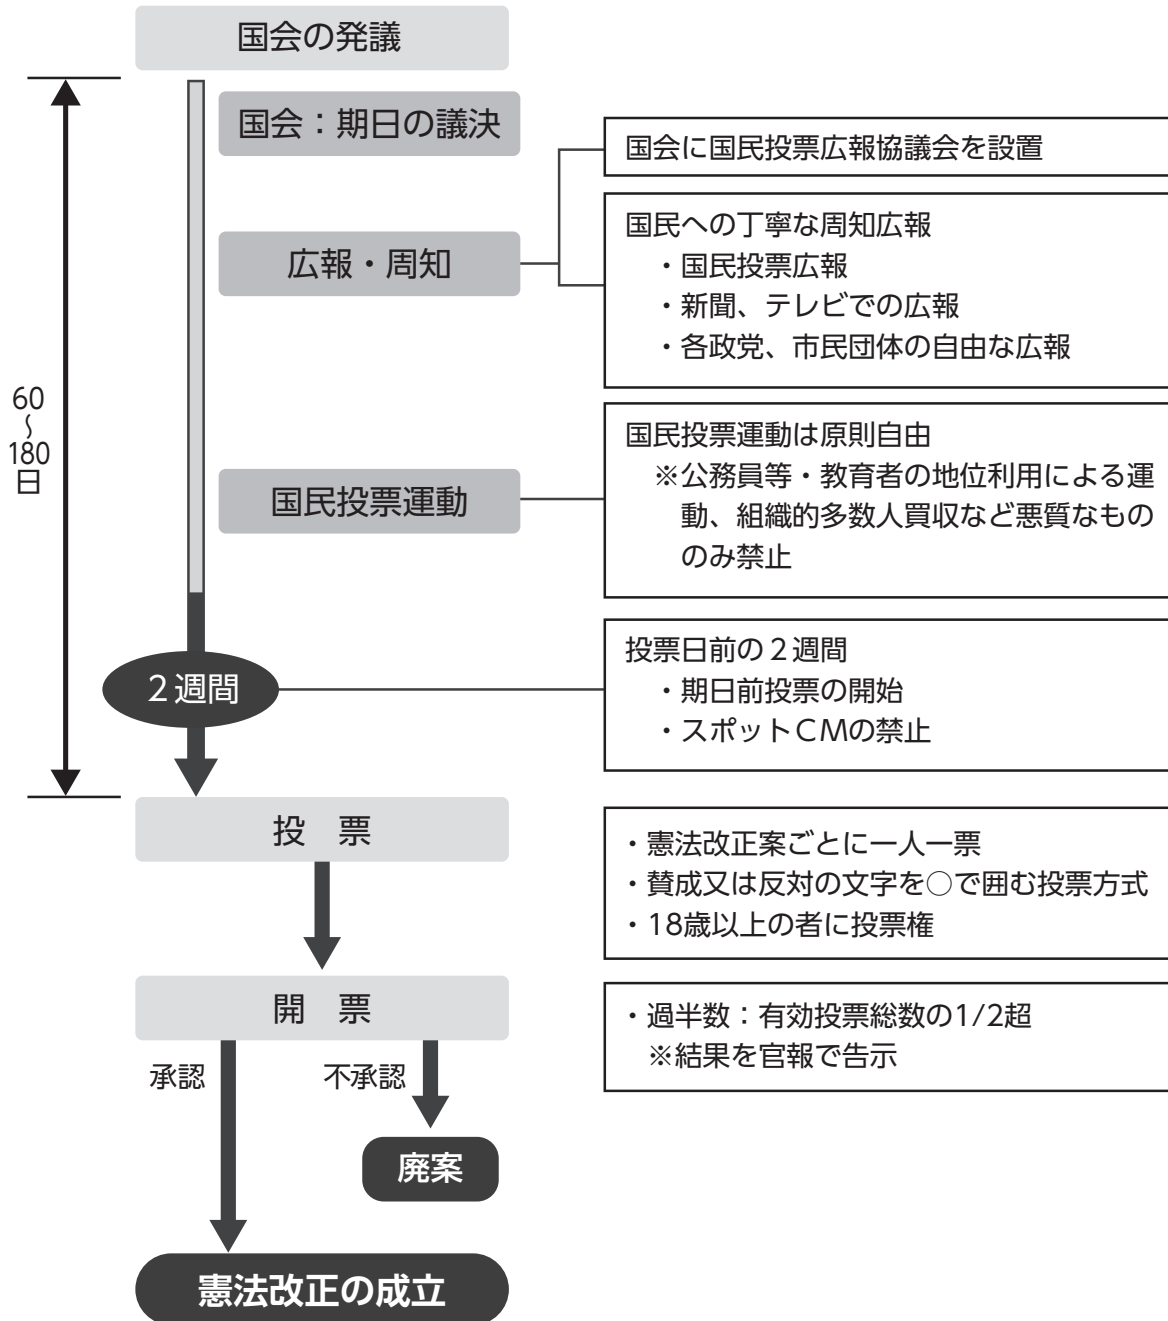 国会の発議
国会：期日の議決
国会に国民投票広報協議会を設置
広報・周知
国民への丁寧な周知広報
・国民投票広報
・新聞、テレビでの広報
・各政党、市民団体の自由な広報
60
〜
180
日
国民投票運動
国民投票運動は原則自由
※公務員等・教育者の地位利用による運
動、組織的多数人買収など悪質なもの
のみ禁止
２週間
投票日前の２週間
・期日前投票の開始
・スポットＣＭの禁止
投　票
・憲法改正案ごとに一人一票
・賛成又は反対の文字を○で囲む投票方式
・18歳以上の者に投票権
開　票
・過半数：有効投票総数の1/2超
※結果を官報で告示
承認
不承認
廃案
憲法改正の成立